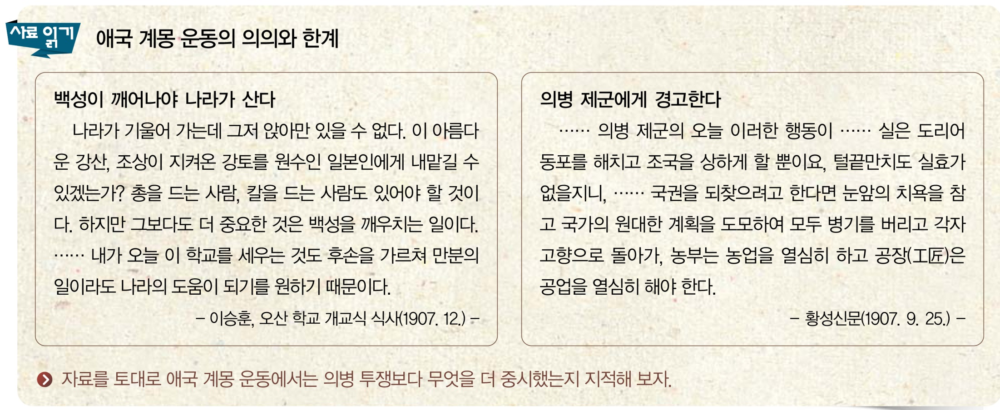 사료 읽기
애국 계몽 운동의 의의와 한계
백성이 깨어나야 나라가 산다
나라가 기울어 가는데 그저 앉아만 있을 수 없다. 이 아름다
운 강산, 조상이 지켜온 강토를 원수인 일본인에게 내맡길 수
있겠는가? 총을 드는 사람, 칼을 드는 사람도 있어야 할 것이
다. 하지만 그보다도 더 중요한 것은 백성을 깨우치는 일이다.
…… 내가 오늘 이 학교를 세우는 것도 후손을 가르쳐 만분의
일이라도 나라의 도움이 되기를 원하기 때문이다.
– 이승훈, 오산 학교 개교식 식사(1907. 12.) –
의병 제군에게 경고한다
…… 의병 제군의 오늘 이러한 행동이 …… 실은 도리어
동포를 해치고 조국을 상하게 할 뿐이요, 털끝만치도 실효가
없을지니, …… 국권을 되찾으려고 한다면 눈앞의 치욕을 참
고 국가의 원대한 계획을 도모하여 모두 병기를 버리고 각자
고향으로 돌아가, 농부는 농업을 열심히 하고 공장(工匠)은
공업을 열심히 해야 한다.
– 황성신문(1907. 9. 25.) –
자료를 토대로 애국 계몽 운동에서는 의병 투쟁보다 무엇을 더 중시했는지 지적해 보자.